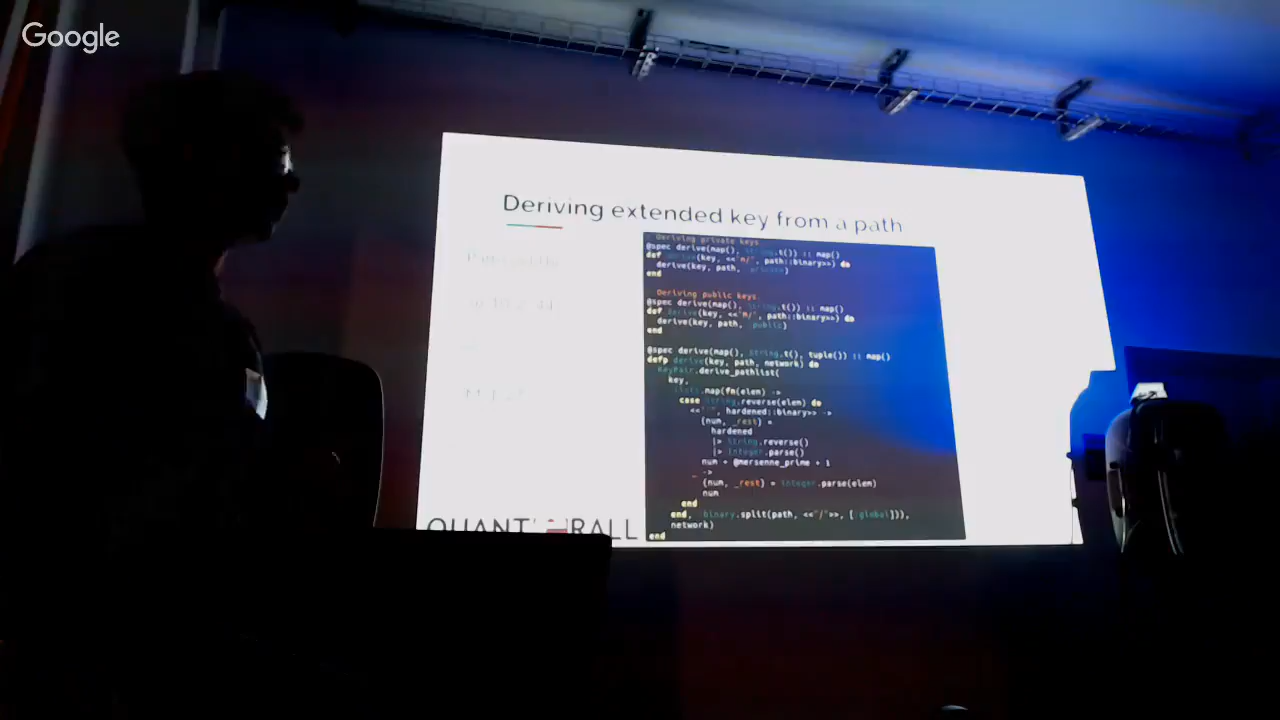 Google
Deriving extended key from a path
Deriving private keys
@spec derive(map(), String.t()) :: map()
def derive(key, <<"m/", path::binary>>) do
derive(key, path, :private)
end
Deriving public keys
@spec derive(map(), String.t()) :: map()
def derive(key, <<"M/", path::binary>>) do
derive(key, path, :public)
end
@spec derive(map(), String.t(), tuple()) :: map()
defp derive(key, path, network) do
KeyPair.derive_pathlist(
key,
map(fn(elem) ->
case String.reverse(elem) do
<<"'", hardened::binary>> ->
{num, _rest} =
hardened
|> String.reverse()
|> Integer.parse()
num + @mersenne_prime + 1
_ ->
{num, _rest} = Integer.parse(elem)
num
end
end, :binary.split(path, <<"/">>, [:global])),
network)
end